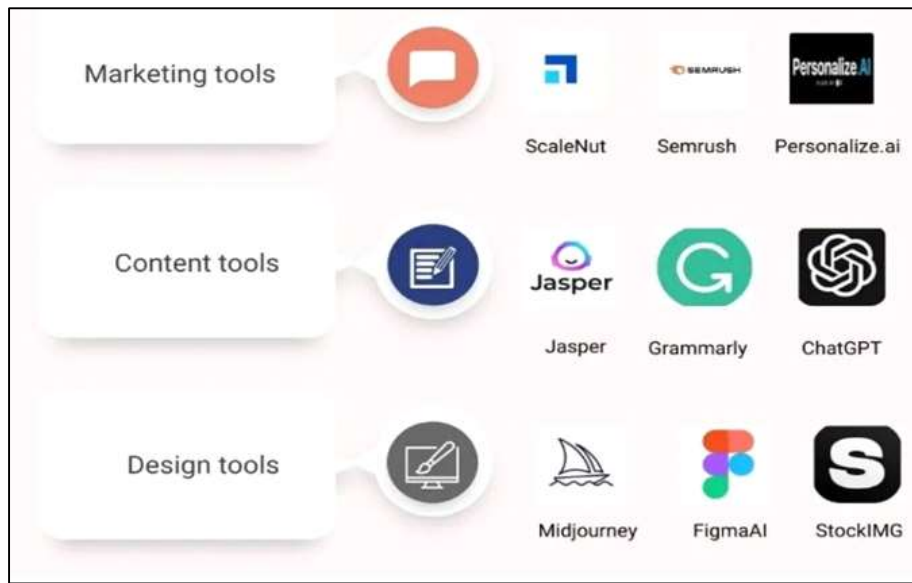 Marketing tools
SEMRUSH
Personalize.AI
ScaleNut Semrush Personalize.ai
Content tools
Jasper
Jasper Grammarly ChatGPT
Design tools
S
Midjourney FigmaAI StockIMG